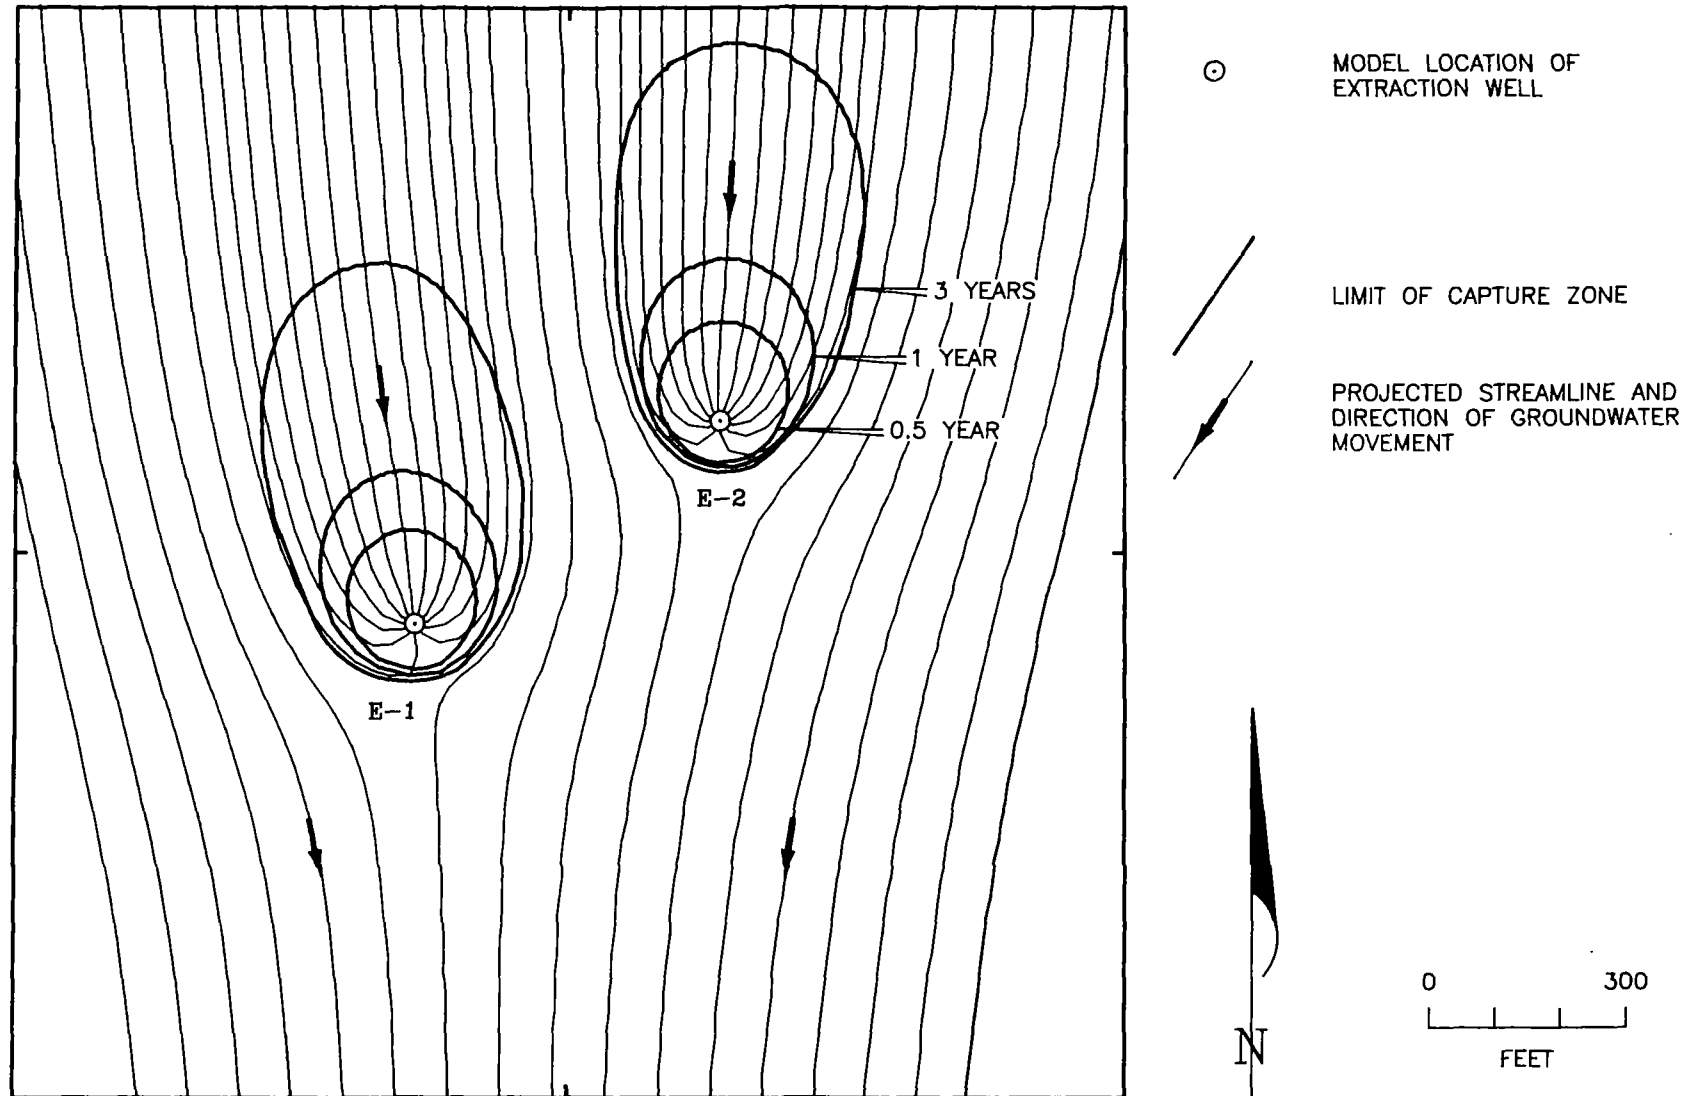 MODEL LOCATION OF
EXTRACTION WELL
3 YEARS
LIMIT OF CAPTURE ZONE
1 YEAR
PROJECTED STREAMLINE AND
DIRECTION OF GROUNDWATER
MOVEMENT
0.5 YEAR
E-2
E-1
0 300
N
FEET